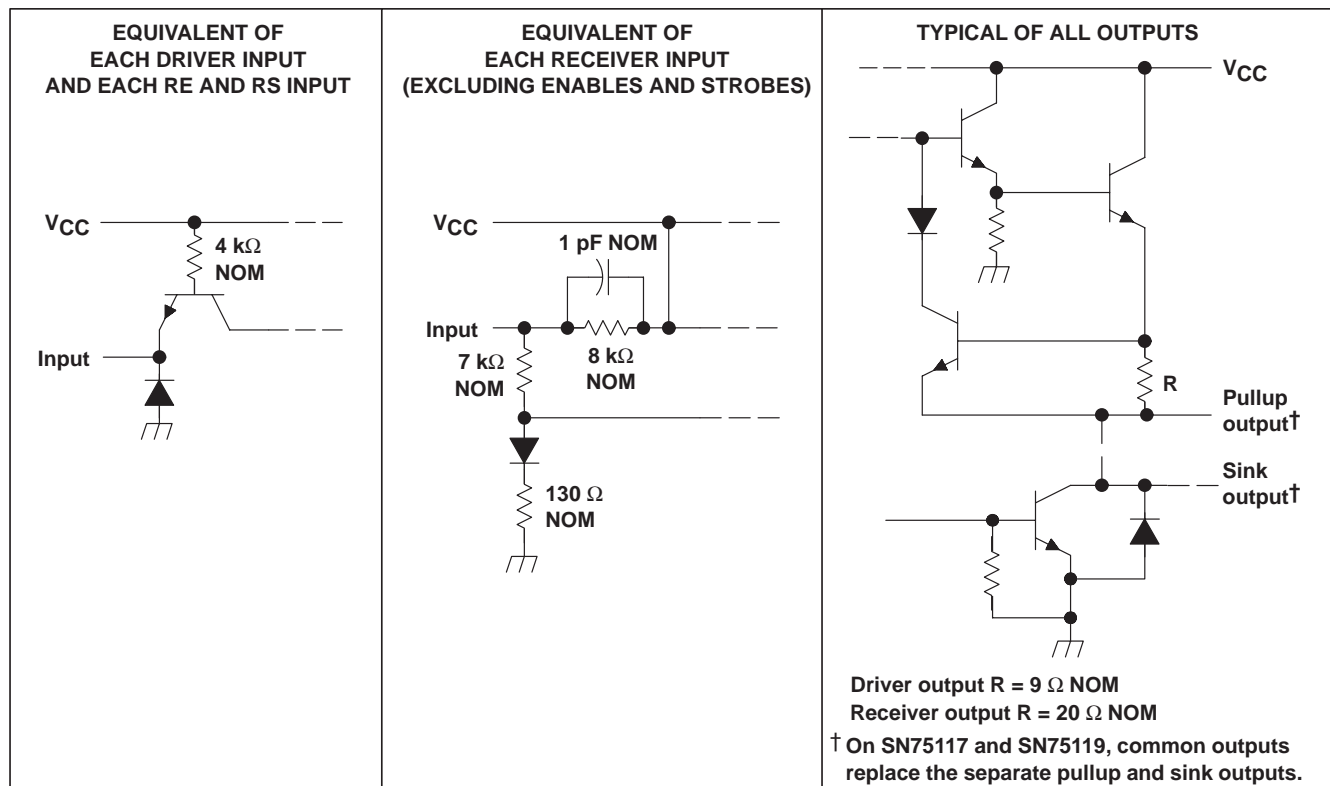 EQUIVALENT OF
EACH DRIVER INPUT
AND EACH RE AND RS INPUT
VCC
4 kΩ
NOM
Input
EQUIVALENT OF
EACH RECEIVER INPUT
(EXCLUDING ENABLES AND STROBES)
VCC
1 pF NOM
Input
7 kΩ
NOM
8 kΩ
NOM
130 Ω
NOM
TYPICAL OF ALL OUTPUTS
VCC
R
Pullup
output†
Sink
output†
Driver output R = 9 Ω NOM
Receiver output R = 20 Ω NOM
† On SN75117 and SN75119, common outputs
replace the separate pullup and sink outputs.